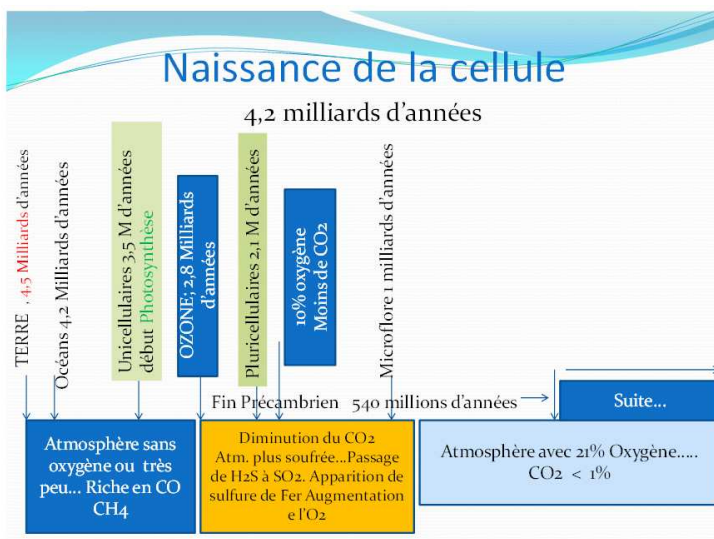 Naissance de la cellule
4,2 milliards d’années
TERRE , 4,5 Milliards d’années
Océans 4,2 Milliards d’années
Unicellulaires 3,5 M d’années
début Photosynthèse
OZONE; 2,8 Milliards
d’années
Pluricellulaires 2,1 M d’années
10% oxygène
Moins de CO2
Microflore 1 milliards d’années
Fin Précambrien 540 millions d’années
Suite...
Atmosphère sans
oxygène ou très
peu... Riche en CO
CH4
Diminution du CO2
Atm. plus soufrée...Passage
de H2S à SO2. Apparition de
sulfure de Fer Augmentation
e l’O2
Atmosphère avec 21% Oxygène.....
CO2 < 1%